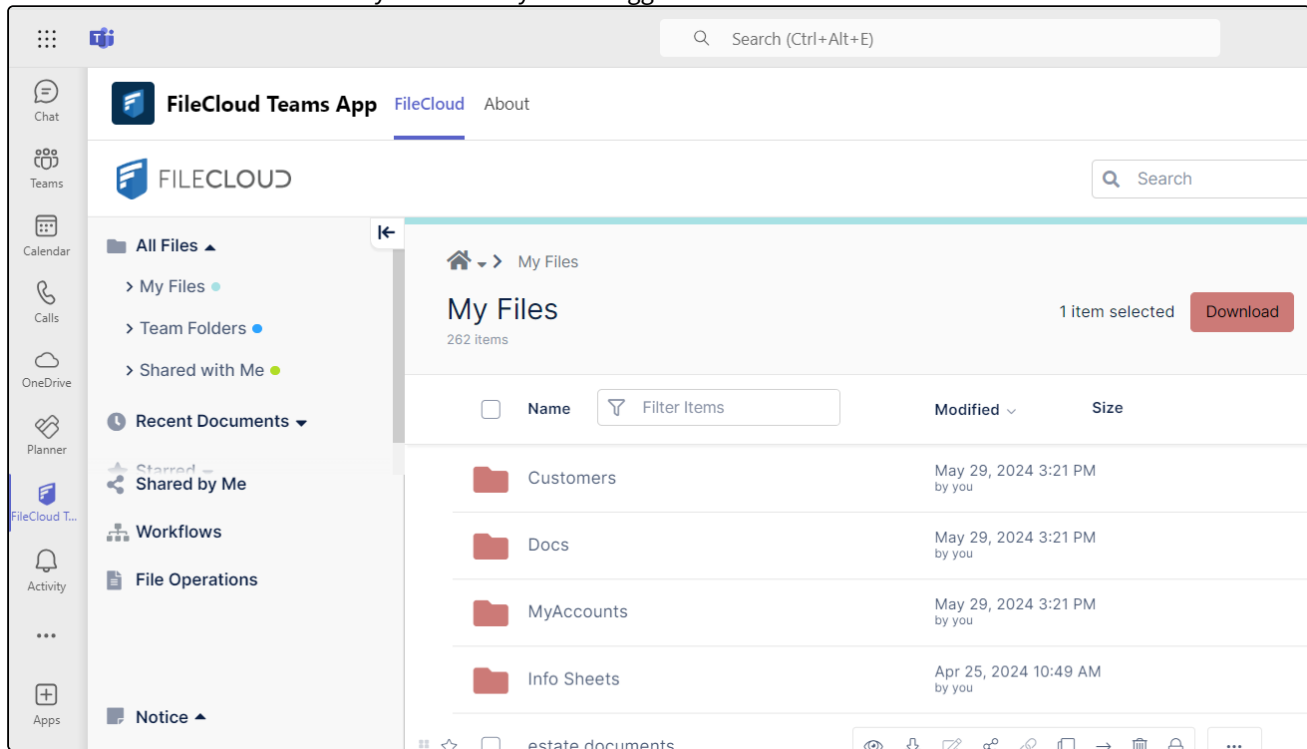 Search (Ctrl+Alt+E)
Chat
Teams
Calendar
Calls
OneDrive
Planner
FileCloud T...
Activity
Apps
FileCloud Teams App FileCloud About
FILECLOUD
Search
All Files
My Files
Team Folders
Shared with Me
Recent Documents
Starred
Shared by Me
Workflows
File Operations
Notice
My Files
My Files
262 items
1 item selected Download
Name Filter Items Modified Size
Customers May 29, 2024 3:21 PM
by you
Docs May 29, 2024 3:21 PM
by you
MyAccounts May 29, 2024 3:21 PM
by you
Info Sheets Apr 25, 2024 10:49 AM
by you
estate documents